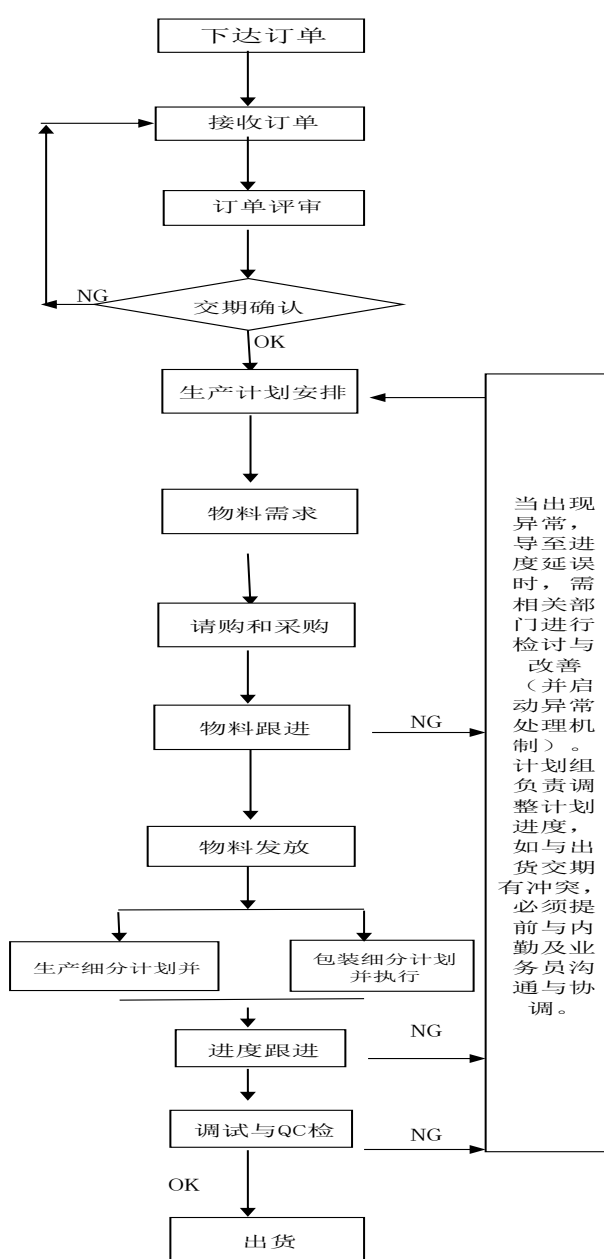 下达订单
接收订单
订单评审
NG
交期确认
OK
生产计划安排
物料需求
请购和采购
物料跟进
NG
物料发放
生产细分计划并
包装细分计划
并执行
进度跟进
NG
调试与QC检
NG
OK
出货
当出现
异常，
导至进
度延误
时，需
相关部
门进行
检讨与
改善
（并启
动异常
处理机
制）。
计划组
负责调
整计划
进度，
如与出
货交期
有冲突，
必须提
前与内
勤及业
务员沟
通与协
调。